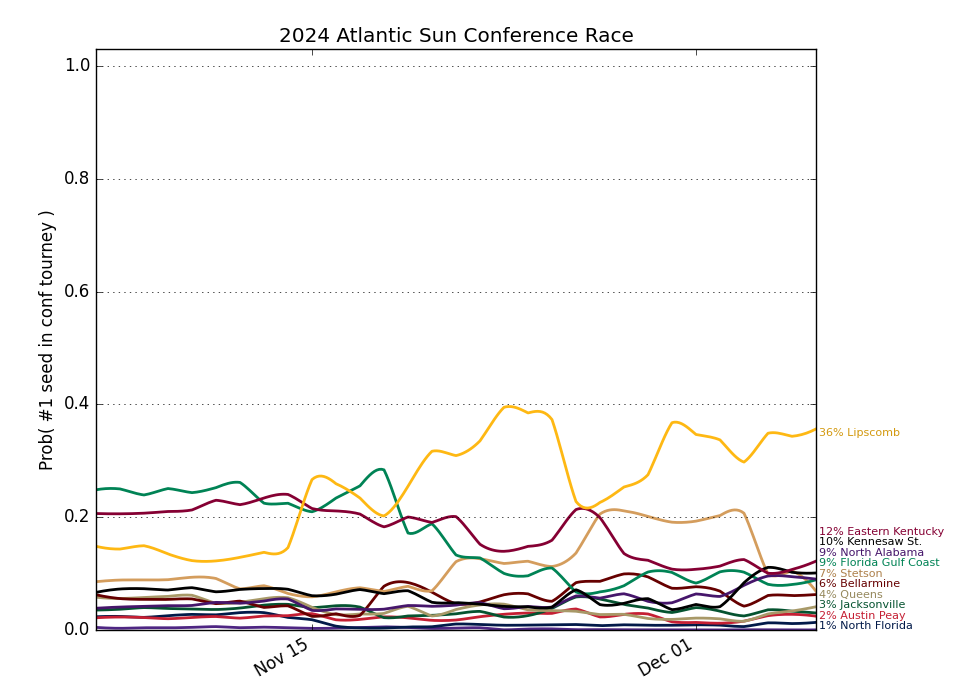 2024 Atlantic Sun Conference Race
Prob( #1 seed in conf tourney )
1.0
0.8
0.6
0.4
0.2
0.0
Nov 15
Dec 01
36% Lipscomb
12% Eastern Kentucky
10% Kennesaw St.
9% North Alabama
9% Florida Gulf Coast
7% Stetson
6% Bellarmine
4% Queens
3% Jacksonville
2% Austin Peay
1% North Florida